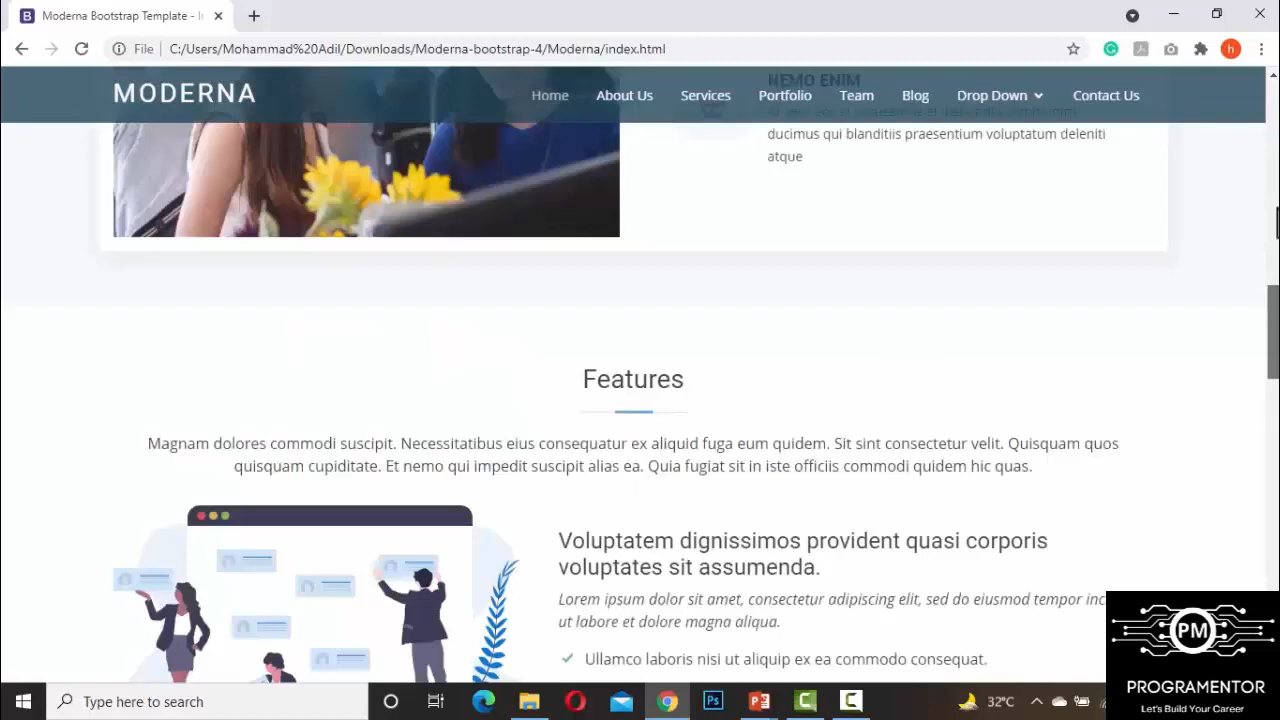 Moderna Bootstrap Template - I
File
C:/Users/Mohammad%20Adil/Downloads/Moderna-bootstrap-4/Moderna/index.html
h
MODERNA
Home
About Us
Services
Portfolio
Team
Blog
Drop Down
Contact Us
NEMO ENIM
ducimus qui blanditiis praesentium voluptatum deleniti
atque
Features
Magnam dolores commodi suscipit. Necessitatibus eius consequatur ex aliquid fuga eum quidem. Sit sint consectetur velit. Quisquam quos
quisquam cupiditate. Et nemo qui impedit suscipit alias ea. Quia fugiat sit in iste officiis commodi quidem hic quas.
Voluptatem dignissimos provident quasi corporis
voluptates sit assumenda.
Lorem ipsum dolor sit amet, consectetur adipiscing elit, sed do eiusmod tempor inc
ut labore et dolore magna aliqua.
Ullamco laboris nisi ut aliquip ex ea commodo consequat.
PM
PROGRAMENTOR
Let's Build Your Career
Type here to search
Ps
32°C